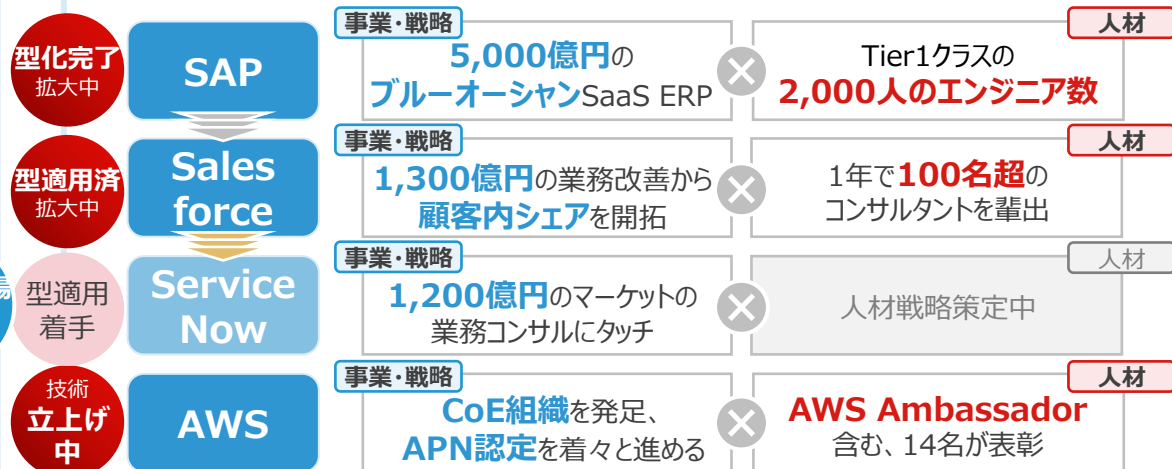 型化完了
拡大中
SAP
事業・戦略
5,000億円の
ブルーオーシャンSaaS ERP
人材
Tier1クラスの
2,000人のエンジニア数
型適用済
拡大中
Sales
force
事業・戦略
1,300億円の業務改善から
顧客内シェアを開拓
人材
1年で100名超の
コンサルタントを輩出
型適用
着手
Service
Now
事業・戦略
1,200億円のマーケットの
業務コンサルにタッチ
人材
人材戦略策定中
技術
立上げ
中
AWS
事業・戦略
CoE組織を発足、
APN認定を着々と進める
人材
AWS Ambassador
含む、14名が表彰